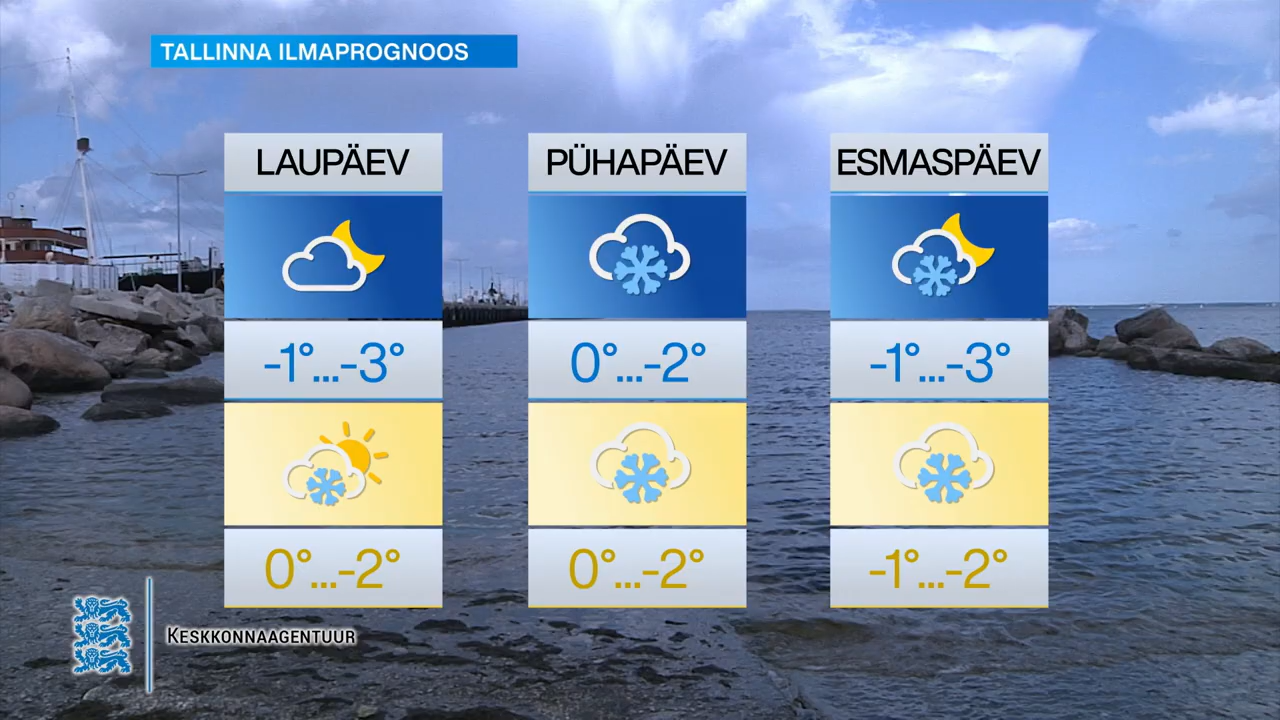 TALLINNA ILMAPROGNOOS
LAUPÄEV
PÜHAPÄEV
ESMASPÄEV
-1°...-3°
0°...-2°
-1°...-3°
0°...-2°
0°...-2°
-1°...-2°
KESKKONNAAGENTUUR